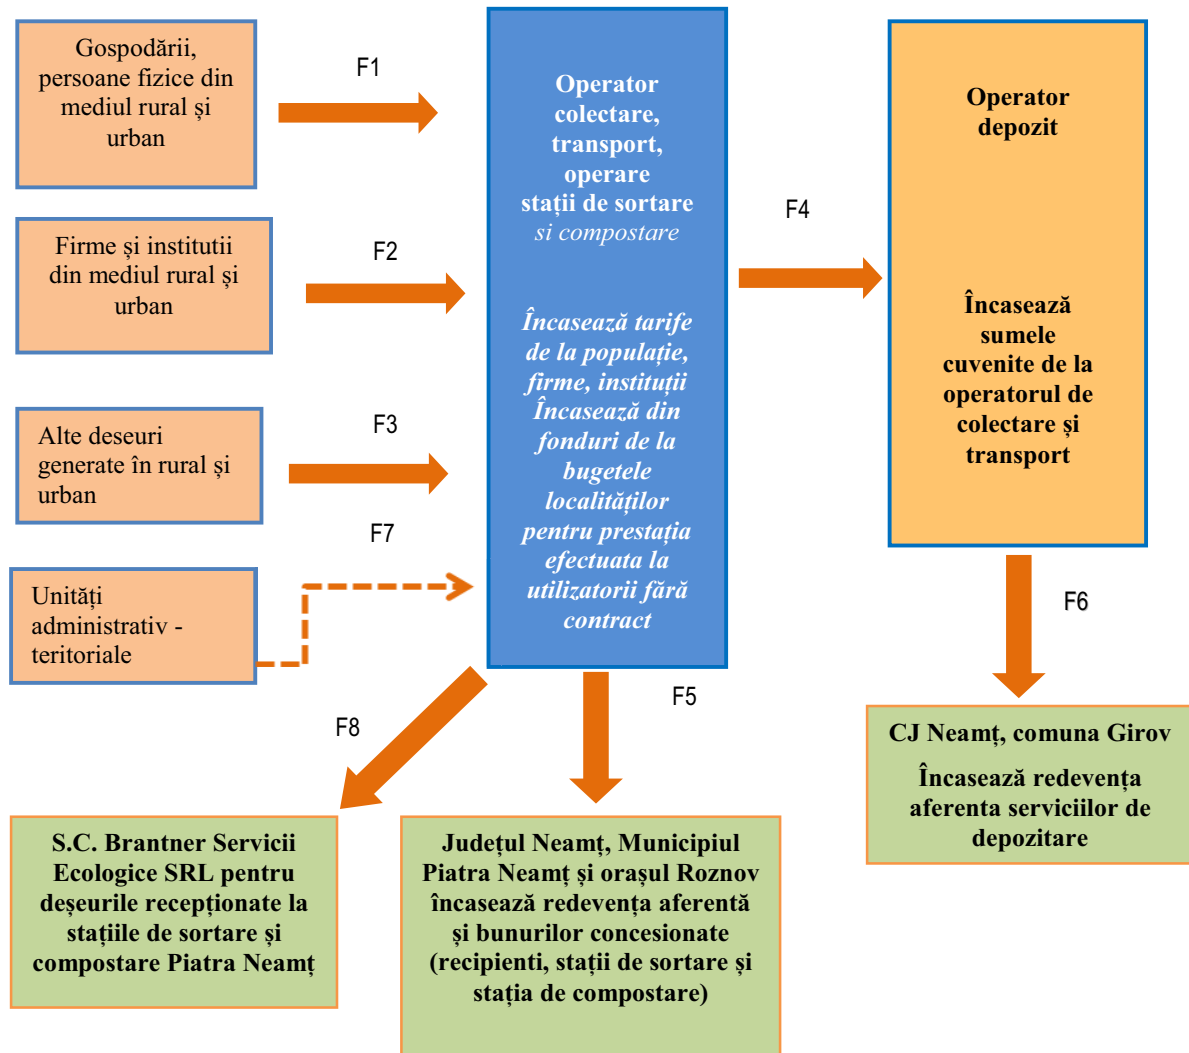 Gospodării,
persoane fizice din
mediul rural și
urban
F1
Firme și institutii
din mediul rural și
urban
F2
Alte deseuri
generate în rural și
urban
F3
F7
Unități
administrativ -
teritoriale
Operator
colectare,
transport,
operare
stații de sortare
si compostare
Încasează tarife
de la populație,
firme, instituții
Încasează din
fonduri de la
bugetele
localităților
pentru prestația
efectuata la
utilizatorii fără
contract
F4
Operator
depozit
Încasează
sumele
cuvenite de la
operatorul de
colectare și
transport
F6
F5
F8
CJ Neamț, comuna Girov
Încasează redevența
aferenta serviciilor de
depozitare
S.C. Brantner Servicii
Ecologice SRL pentru
deșeurile recepționate la
stațiile de sortare și
compostare Piatra Neamț
Județul Neamț, Municipiul
Piatra Neamț și orașul Roznov
încasează redevența aferentă
și bunurilor concesionate
(recipienti, stații de sortare și
stația de compostare)